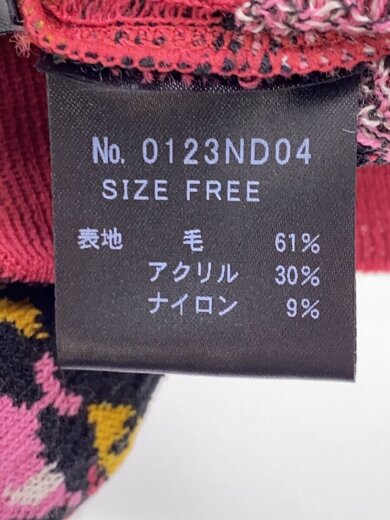 No. 0123ND04
SIZE FREE
表地 毛 61%
アクリル 30%
ナイロン 9%